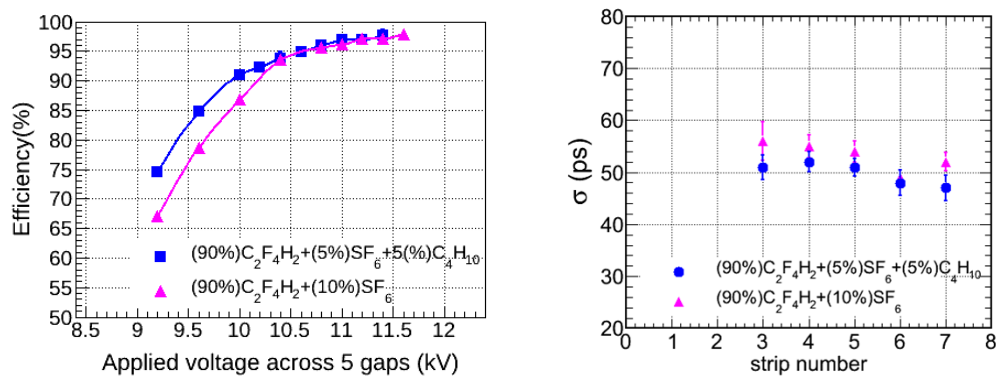 100
95
90
85
80
75
70
65
60
55
50
Efficiency(%)
(90%)C2F4H2+(5%)SF6+5(%)C4H10
(90%)C2F4H2+(10%)SF6
8.5 9 9.5 10 10.5 11 11.5 12
Applied voltage across 5 gaps (kV)
80
70
60
50
40
30
20
σ (ps)
(90%)C2F4H2+(5%)SF6+(5%)C4H10
(90%)C2F4H2+(10%)SF6
0 1 2 3 4 5 6 7 8
strip number